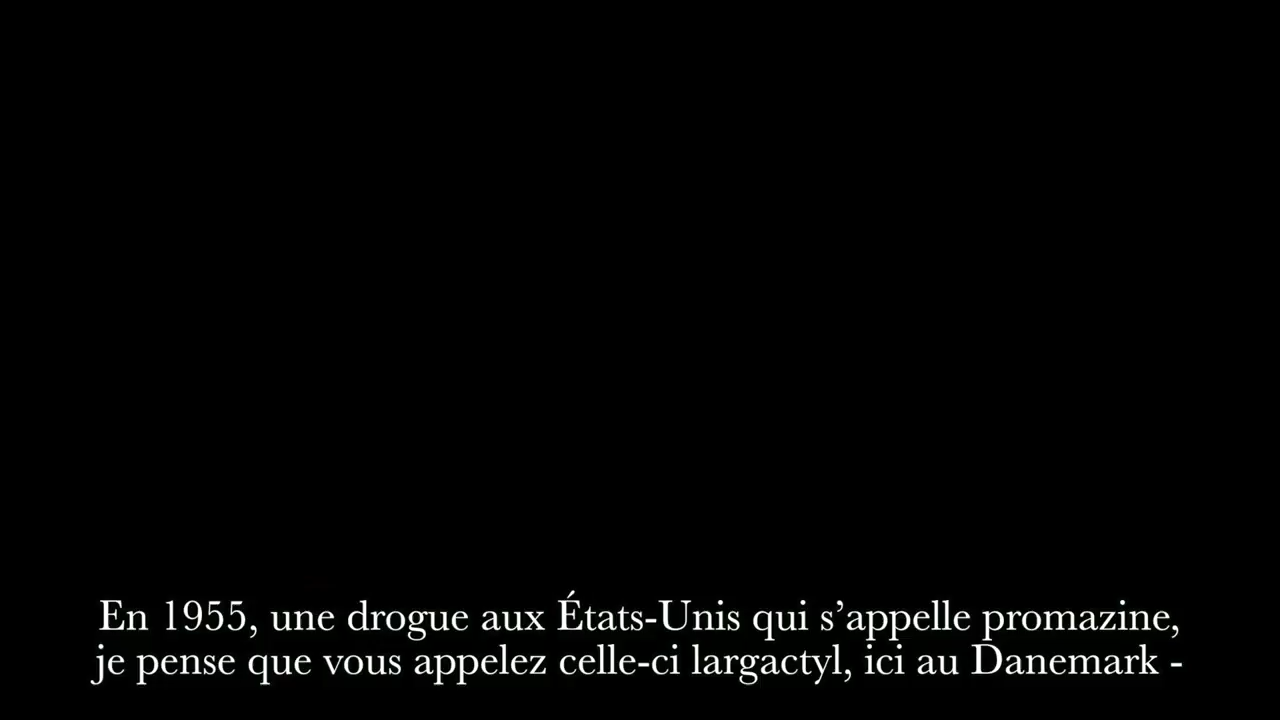 En 1955, une drogue aux États-Unis qui s’appelle promazine,
je pense que vous appelez celle-ci largactyl, ici au Danemark -